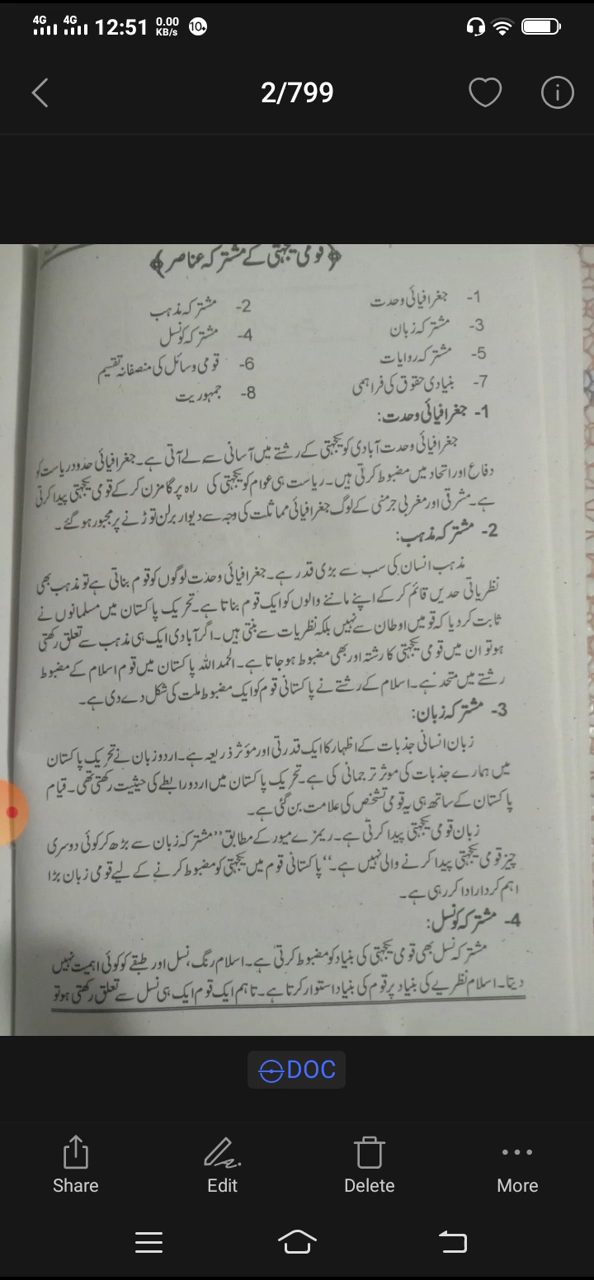 4G 4G 12:51 0.00 KB/s 10+
2/799
﴿قومی یکجہتی کے مشترکہ عناصر﴾
1- جغرافیائی وحدت 2- مشترکہ مذہب
3- مشترکہ زبان 4- مشترکہ نسل
5- مشترکہ روایات 6- قومی وسائل کی منصفانہ تقسیم
7- بنیادی حقوق کی فراہمی 8- جمہوریت
1- جغرافیائی وحدت:
جغرافیائی وحدت آبادی کو یکجہتی کے رشتے میں آسانی سے لے آتی ہے۔ جغرافیائی حدود ریاست کو
دفاع اور اتحاد میں مضبوط کرتی ہیں۔ ریاست ہی عوام کو یکجہتی کی راہ پر گامزن کر کے قومی یکجہتی پیدا کرتی
ہے۔ مشرقی اور مغربی جرمنی کے لوگ جغرافیائی مماثلت کی وجہ سے دیوار برلن توڑنے پر مجبور ہو گئے۔
2- مشترکہ مذہب:
مذہب انسان کی سب سے بڑی قدر ہے۔ جغرافیائی وحدت لوگوں کو قوم بناتی ہے تو مذہب بھی
نظریاتی حدیں قائم کر کے اپنے ماننے والوں کو ایک قوم بناتا ہے۔ تحریک پاکستان میں مسلمانوں نے
ثابت کر دیا کہ قومیں اوطان سے نہیں بلکہ نظریات سے بنتی ہیں۔ اگر آبادی ایک ہی مذہب سے تعلق رکھتی
ہو تو ان میں قومی یکجہتی کا رشتہ اور بھی مضبوط ہو جاتا ہے۔ الحمد اللہ پاکستان میں قوم اسلام کے مضبوط
رشتے میں متحد ہے۔ اسلام کے رشتے نے پاکستانی قوم کو ایک مضبوط ملت کی شکل دے دی ہے۔
3- مشترکہ زبان:
زبان انسانی جذبات کے اظہار کا ایک قدرتی اور مؤثر ذریعہ ہے۔ اردو زبان نے تحریک پاکستان
میں ہمارے جذبات کی موثر ترجمانی کی ہے۔ تحریک پاکستان میں اردو رابطے کی حیثیت رکھتی تھی۔ قیام
پاکستان کے ساتھ ہی یہ قومی تشخص کی علامت بن گئی ہے۔
زبان قومی یکجہتی پیدا کرتی ہے۔ ریمزے میور کے مطابق "مشترکہ زبان سے بڑھ کر کوئی دوسری
چیز قومی یکجہتی پیدا کرنے والی نہیں ہے۔" پاکستانی قوم میں یکجہتی کو مضبوط کرنے کے لیے قومی زبان بڑا
اہم کردار ادا کر رہی ہے۔
4- مشترکہ نسل:
مشترکہ نسل بھی قومی یکجہتی کی بنیاد کو مضبوط کرتی ہے۔ اسلام رنگ، نسل اور طبقے کو کوئی اہمیت نہیں
دیتا۔ اسلام نظریے کی بنیاد پر قوم کی بنیاد استوار کرتا ہے۔ تاہم ایک قوم ایک ہی نسل سے تعلق رکھتی ہو تو
DOC
Share Edit Delete More